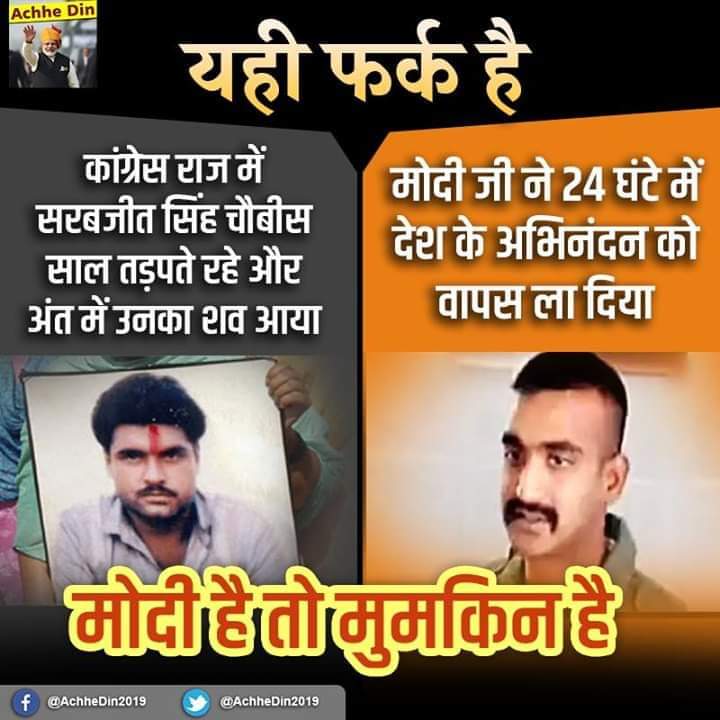 Achhe Din
यही फर्क है
कांग्रेस राज में
सरबजीत सिंह चौबीस
साल तड़पते रहे और
अंत में उनका शव आया
मोदी जी ने 24 घंटे में
देश के अभिनंदन को
वापस ला दिया
मोदी है तो मुमकिन है
@AchheDin2019
@AchheDin2019